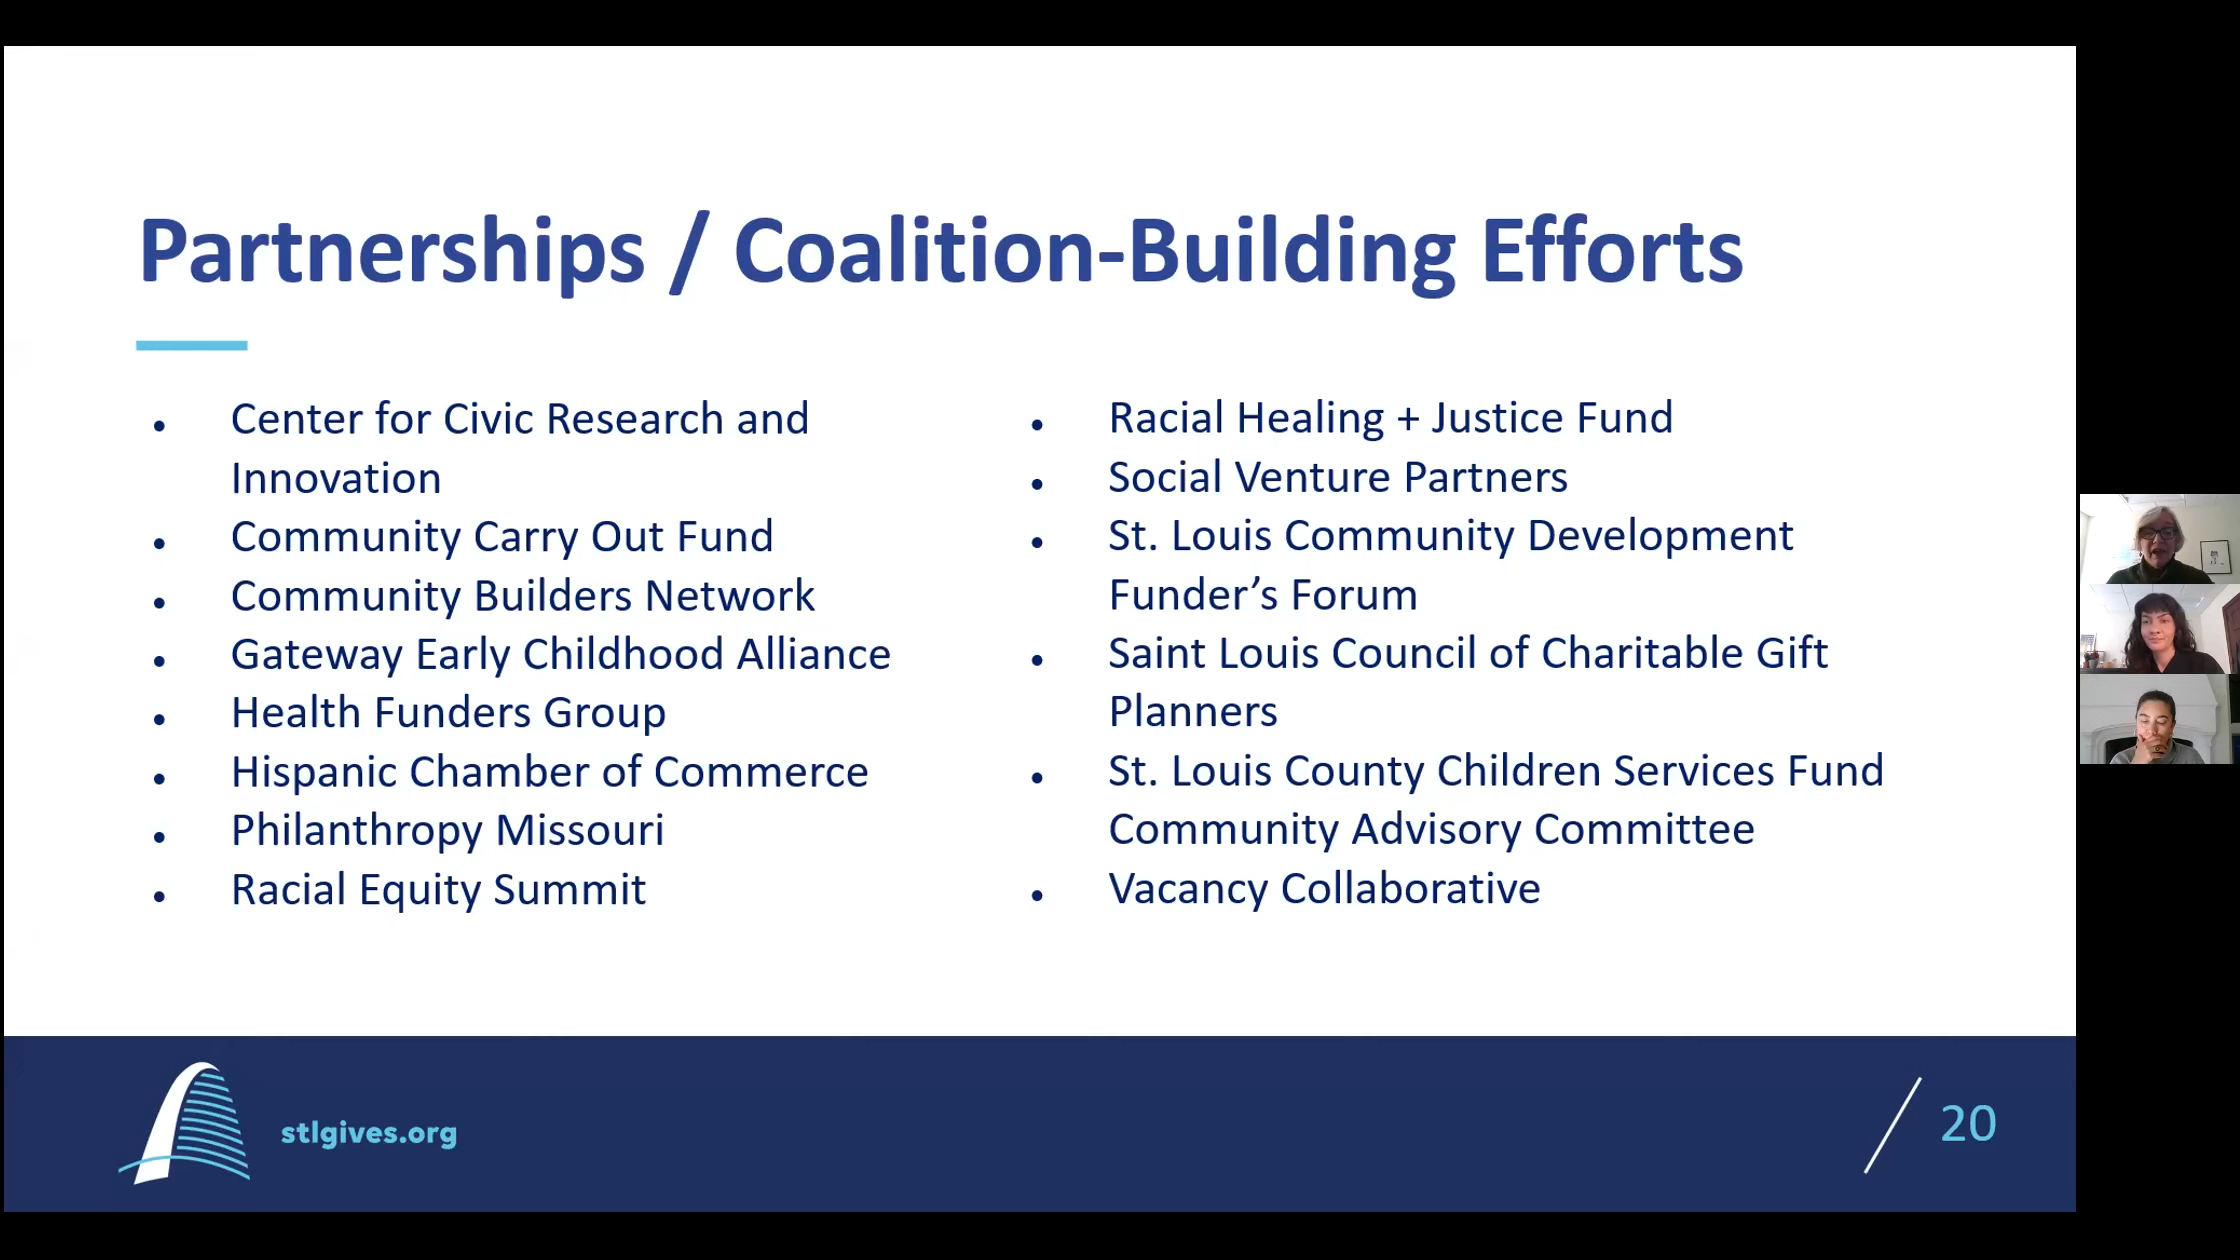 Partnerships / Coalition-Building Efforts
• Center for Civic Research and
Innovation
• Community Carry Out Fund
• Community Builders Network
• Gateway Early Childhood Alliance
• Health Funders Group
• Hispanic Chamber of Commerce
• Philanthropy Missouri
• Racial Equity Summit
• Racial Healing + Justice Fund
• Social Venture Partners
• St. Louis Community Development
Funder’s Forum
• Saint Louis Council of Charitable Gift
Planners
• St. Louis County Children Services Fund
Community Advisory Committee
• Vacancy Collaborative
stlgives.org
/ 20